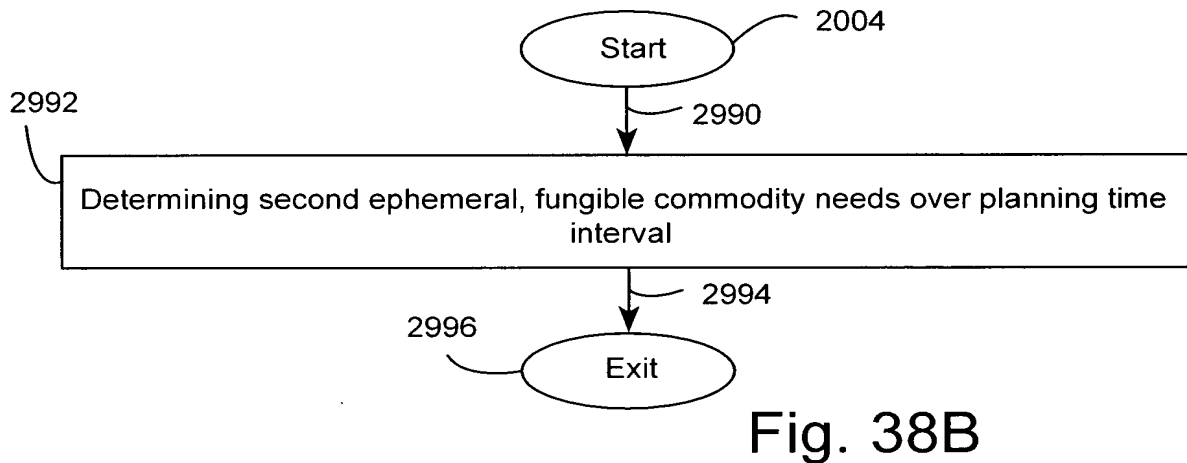 Start
2004
2990
2992
Determining second ephemeral, fungible commodity needs over planning time
interval
2994
2996
Exit
Fig. 38B